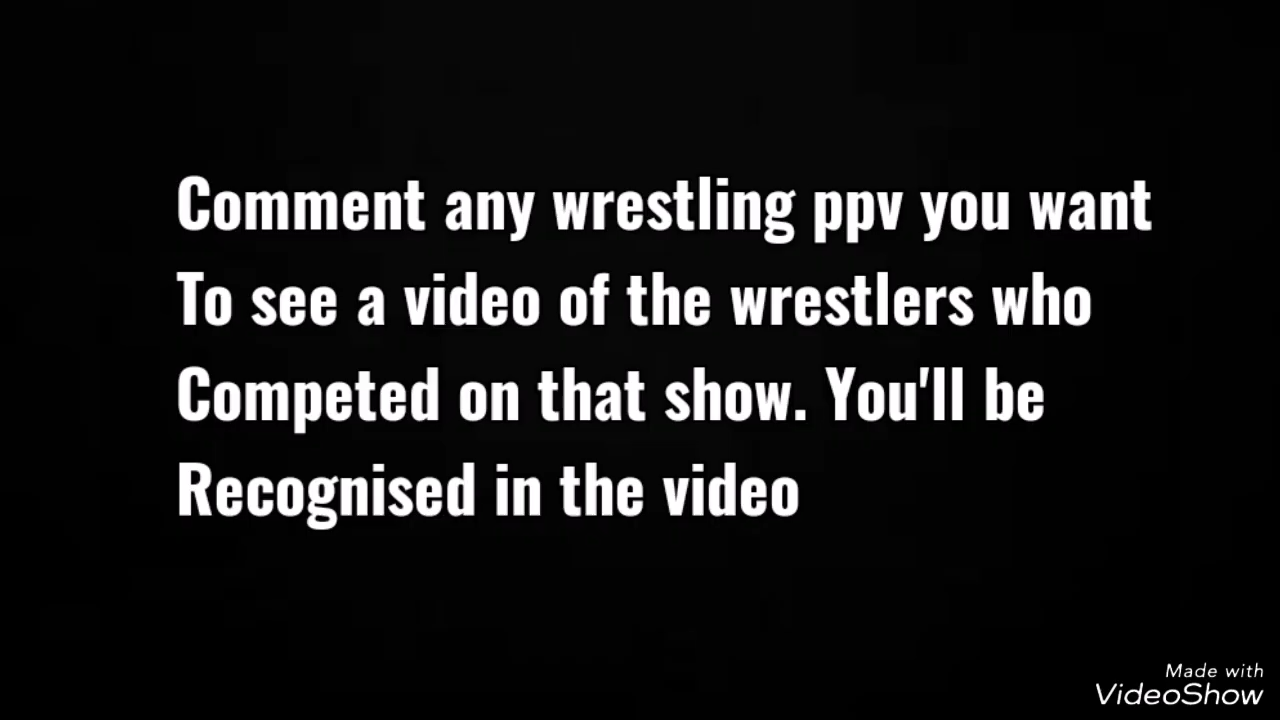 Comment any wrestling ppv you want
To see a video of the wrestlers who
Competed on that show. You'll be
Recognised in the video
Made with
VideoShow